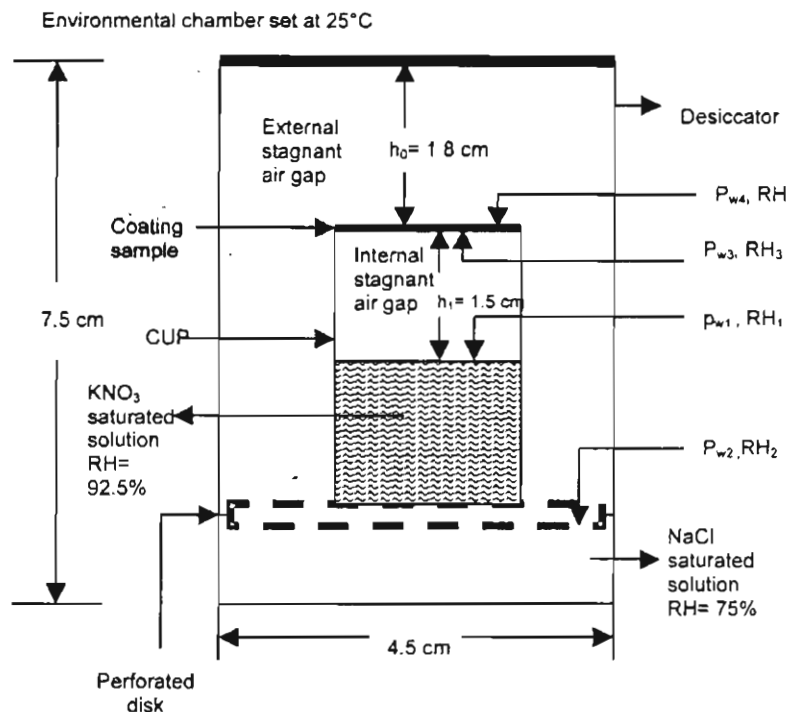 Environmental chamber set at 25°C
External
stagnant
air gap
h₀= 1 8 cm
Desiccator
Pw4, RH
Coating
sample
Internal
stagnant
air gap
h₁= 1.5 cm
Pw3, RH₃
7.5 cm
CUP
pw1, RH₁
KNO₃
saturated
solution
RH=
92.5%
Pw2, RH₂
NaCl
saturated
solution
RH= 75%
4.5 cm
Perforated
disk